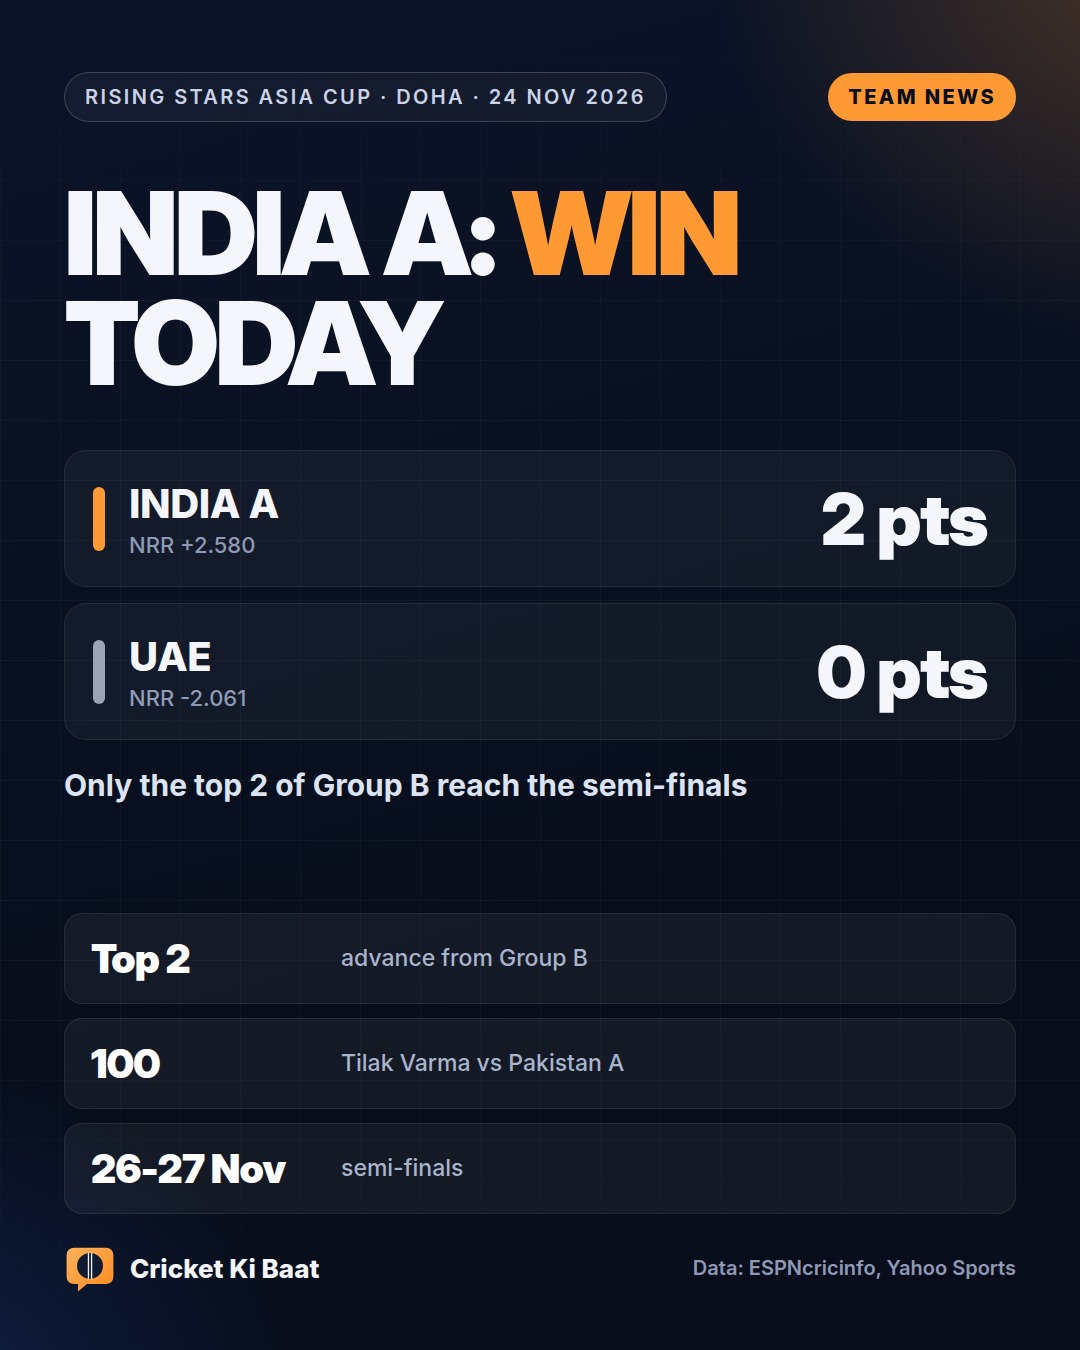 RISING STARS ASIA CUP · DOHA · 24 NOV 2026
TEAM NEWS
INDIA A: WIN
TODAY
INDIA A
NRR +2.580
2 pts
UAE
NRR -2.061
0 pts
Only the top 2 of Group B reach the semi-finals
Top 2
advance from Group B
100
Tilak Varma vs Pakistan A
26-27 Nov
semi-finals
Cricket Ki Baat
Data: ESPNcricinfo, Yahoo Sports